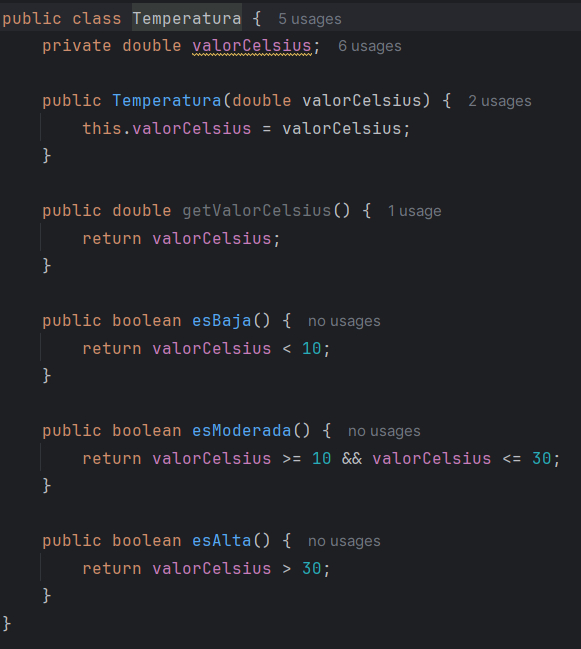 public class Temperatura {   5 usages
    private double valorCelsius;   6 usages

    public Temperatura(double valorCelsius) {   2 usages
        this.valorCelsius = valorCelsius;
    }

    public double getValorCelsius() {   1 usage
        return valorCelsius;
    }

    public boolean esBaja() {   no usages
        return valorCelsius < 10;
    }

    public boolean esModerada() {   no usages
        return valorCelsius >= 10 && valorCelsius <= 30;
    }

    public boolean esAlta() {   no usages
        return valorCelsius > 30;
    }
}